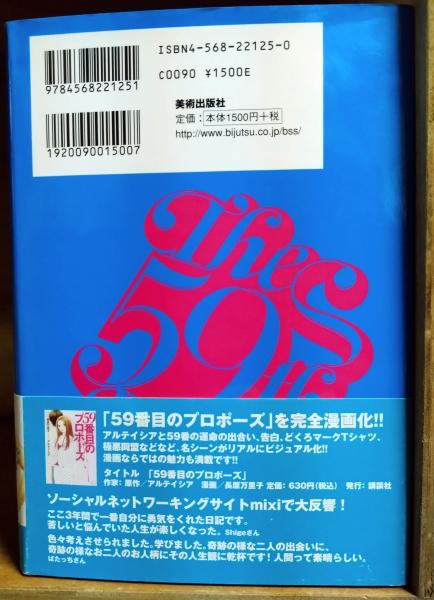 ISBN4-568-22125-0
C0090 ¥1500E
9784568221251
美術出版社
定価:本体1500円+税
http://www.bijutsu.co.jp/bss/
1920090015007
The
59th
59番目の
プロポーズ
「59番目のプロポーズ」を完全漫画化!!
アルテイシアと59番の運命の出会い、告白、どくろマークTシャツ、
極悪同盟などなど、名シーンがリアルにビジュアル化!!
漫画ならではの魅力も満載です!!
タイトル 「59番目のプロポーズ」
作家:原作/アルテイシア 漫画/長原万里子 定価:630円(税込) 発行:講談社
ソーシャルネットワーキングサイトmixiで大反響!
ここ3年間で一番自分に勇気をくれた日記です。
苦しいと悩んでいた人生が楽しくなった。 Shigeさん
色々考えさせられました。学びました。奇跡の様な二人の出会いに、
奇跡の様なお二人のお人柄にその人生観に乾杯です!人間って素晴らしい。
ばたっちさん